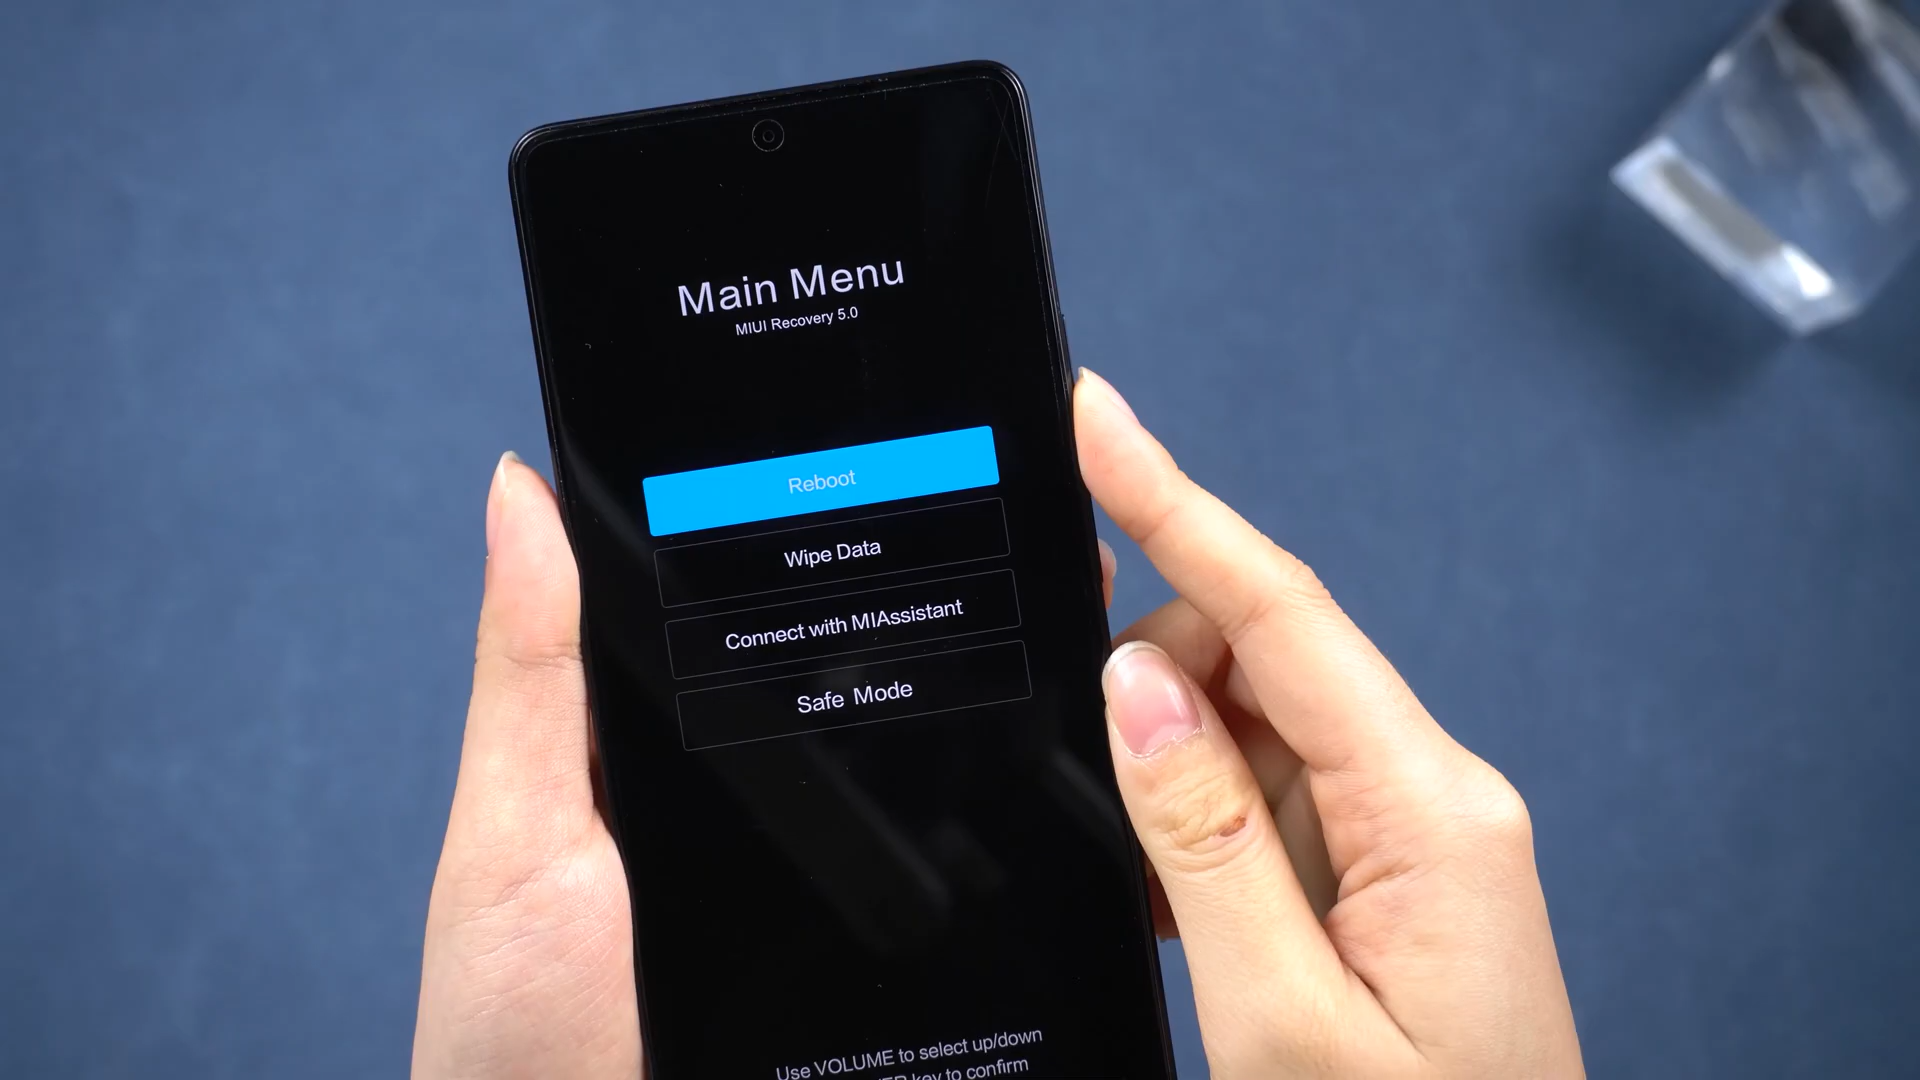 Main Menu
MIUI Recovery 5.0
Reboot
Wipe Data
Connect with MIAssistant
Safe Mode
Use VOLUME to select up/down
key to confirm